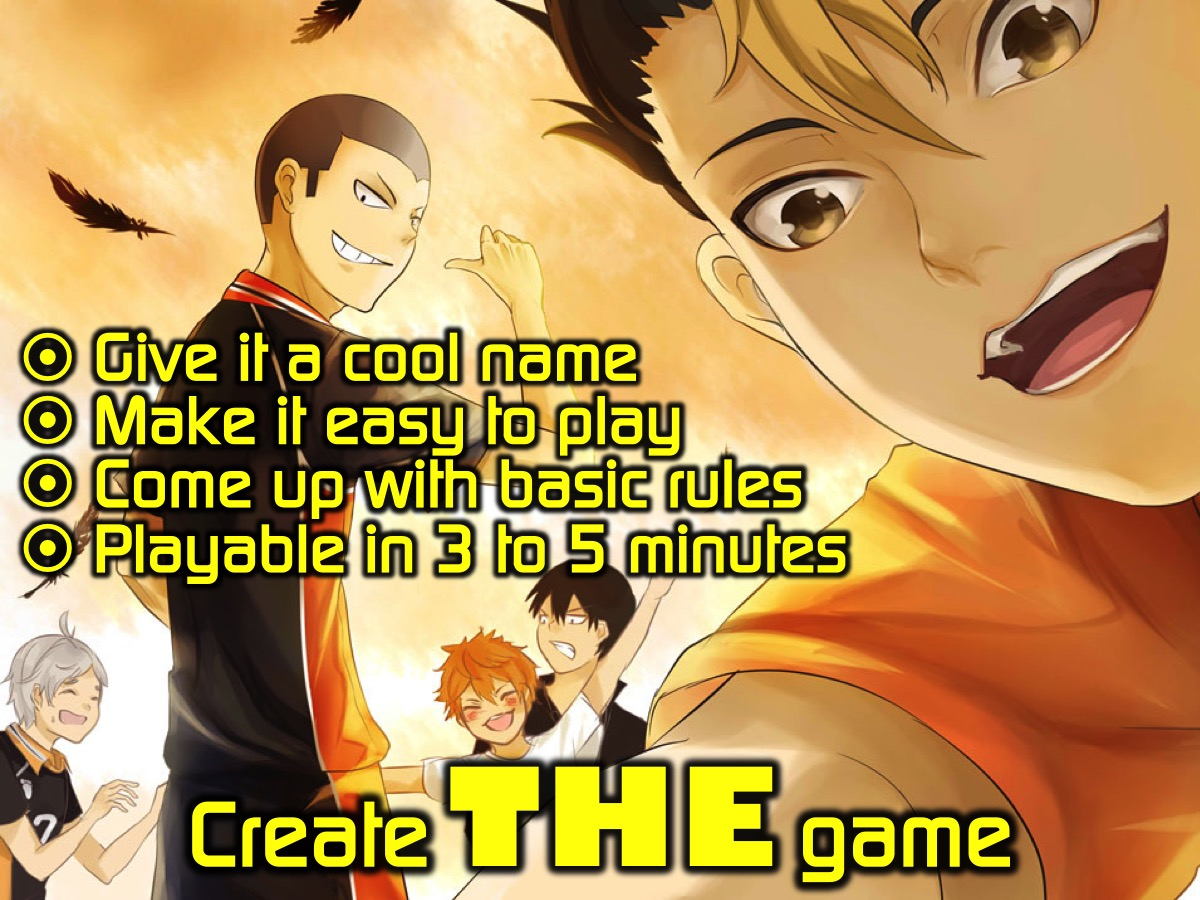 ⦿ Give it a cool name
⦿ Make it easy to play
⦿ Come up with basic rules
⦿ Playable in 3 to 5 minutes
7
Create THE game